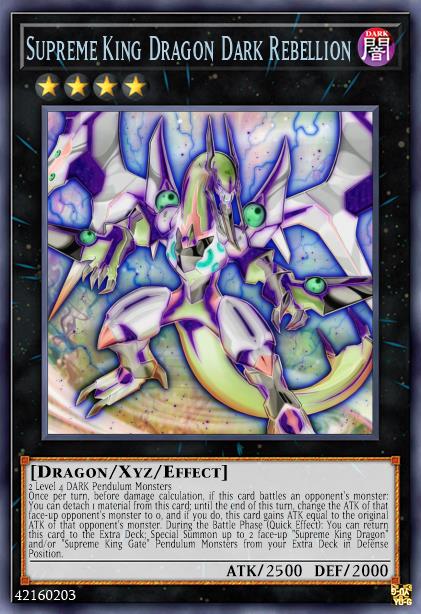 SUPREME KING DRAGON DARK REBELLION
DARK
闇
[DRAGON/XYZ/EFFECT]
2 Level 4 DARK Pendulum Monsters
Once per turn, before damage calculation, if this card battles an opponent's monster:
You can detach 1 material from this card; until the end of this turn, change the ATK of that
face-up opponent's monster to 0, and if you do, this card gains ATK equal to the original
ATK of that opponent's monster. During the Battle Phase (Quick Effect): You can return
this card to the Extra Deck; Special Summon up to 2 face-up "Supreme King Dragon"
and/or "Supreme King Gate" Pendulum Monsters from your Extra Deck in Defense
Position.
ATK/2500 DEF/2000
42160203